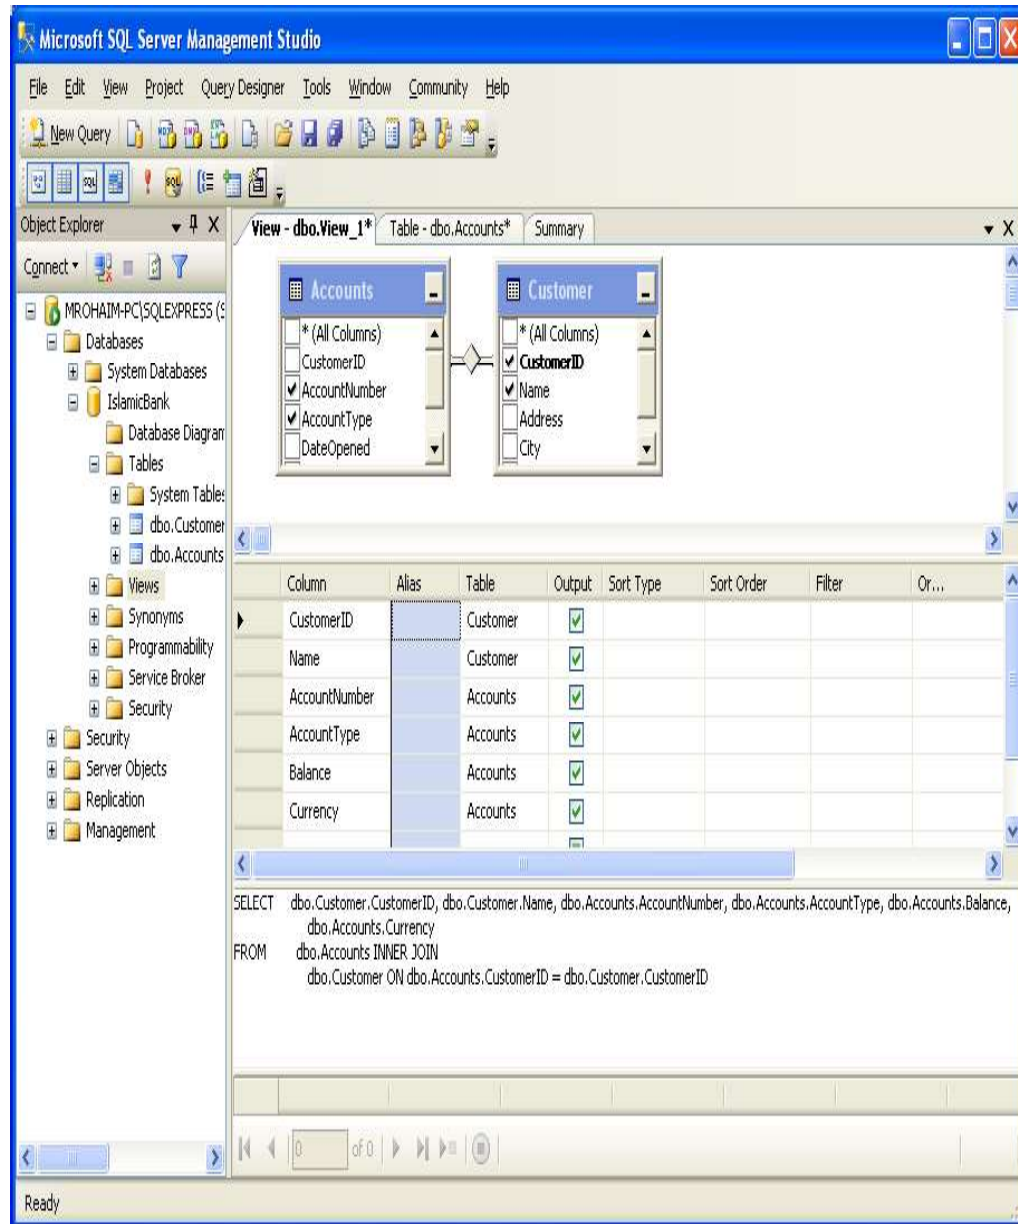 Microsoft SQL Server Management Studio
File Edit View Project Query Designer Tools Window Community Help
New Query
SQL
Object Explorer
View - dbo.View_1* Table - dbo.Accounts* Summary
Connect
MROHAIM-PC\SQLEXPRESS (S
Databases
System Databases
IslamicBank
Database Diagram
Tables
System Tables
dbo.Customer
dbo.Accounts
Views
Synonyms
Programmability
Service Broker
Security
Security
Server Objects
Replication
Management
Accounts
* (All Columns)
CustomerID
AccountNumber
AccountType
DateOpened
Customer
* (All Columns)
CustomerID
Name
Address
City
Column Alias Table Output Sort Type Sort Order Filter Or...
CustomerID Customer
Name Customer
AccountNumber Accounts
AccountType Accounts
Balance Accounts
Currency Accounts
SELECT dbo.Customer.CustomerID, dbo.Customer.Name, dbo.Accounts.AccountNumber, dbo.Accounts.AccountType, dbo.Accounts.Balance,
dbo.Accounts.Currency
FROM dbo.Accounts INNER JOIN
dbo.Customer ON dbo.Accounts.CustomerID = dbo.Customer.CustomerID
0 of 0
Ready